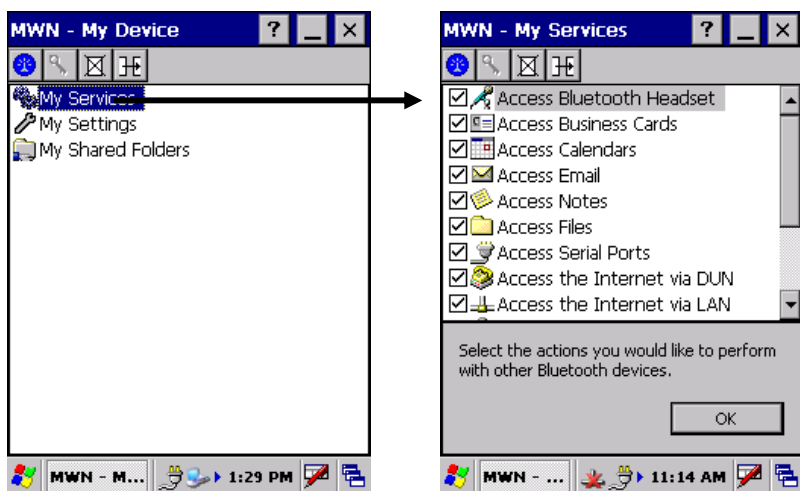 MWN - My Device ?
My Services
My Settings
My Shared Folders
MWN - M... 1:29 PM
MWN - My Services ?
Access Bluetooth Headset
Access Business Cards
Access Calendars
Access Email
Access Notes
Access Files
Access Serial Ports
Access the Internet via DUN
Access the Internet via LAN
Select the actions you would like to perform
with other Bluetooth devices.
OK
MWN - ... 11:14 AM